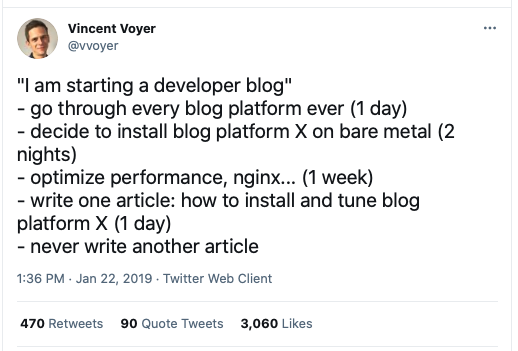 Vincent Voyer
@vvoyer
"I am starting a developer blog"
- go through every blog platform ever (1 day)
- decide to install blog platform X on bare metal (2
nights)
- optimize performance, nginx... (1 week)
- write one article: how to install and tune blog
platform X (1 day)
- never write another article
1:36 PM · Jan 22, 2019 · Twitter Web Client
470 Retweets 90 Quote Tweets 3,060 Likes